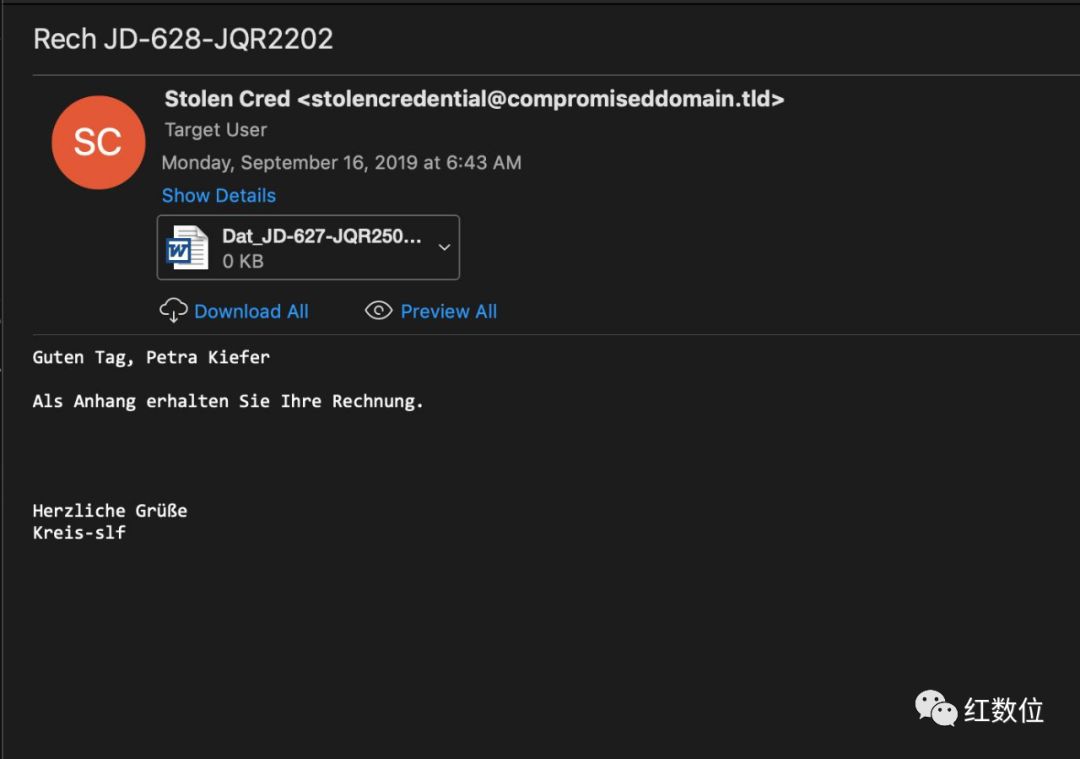 Rech JD-628-JQR2202
SC
Stolen Cred <stolencredential@compromiseddomain.tld>
Target User
Monday, September 16, 2019 at 6:43 AM
Show Details
W
Dat_JD-627-JQR250...
0 KB
Download All
Preview All
Guten Tag, Petra Kiefer
Als Anhang erhalten Sie Ihre Rechnung.
Herzliche Grüße
Kreis-slf
红数位